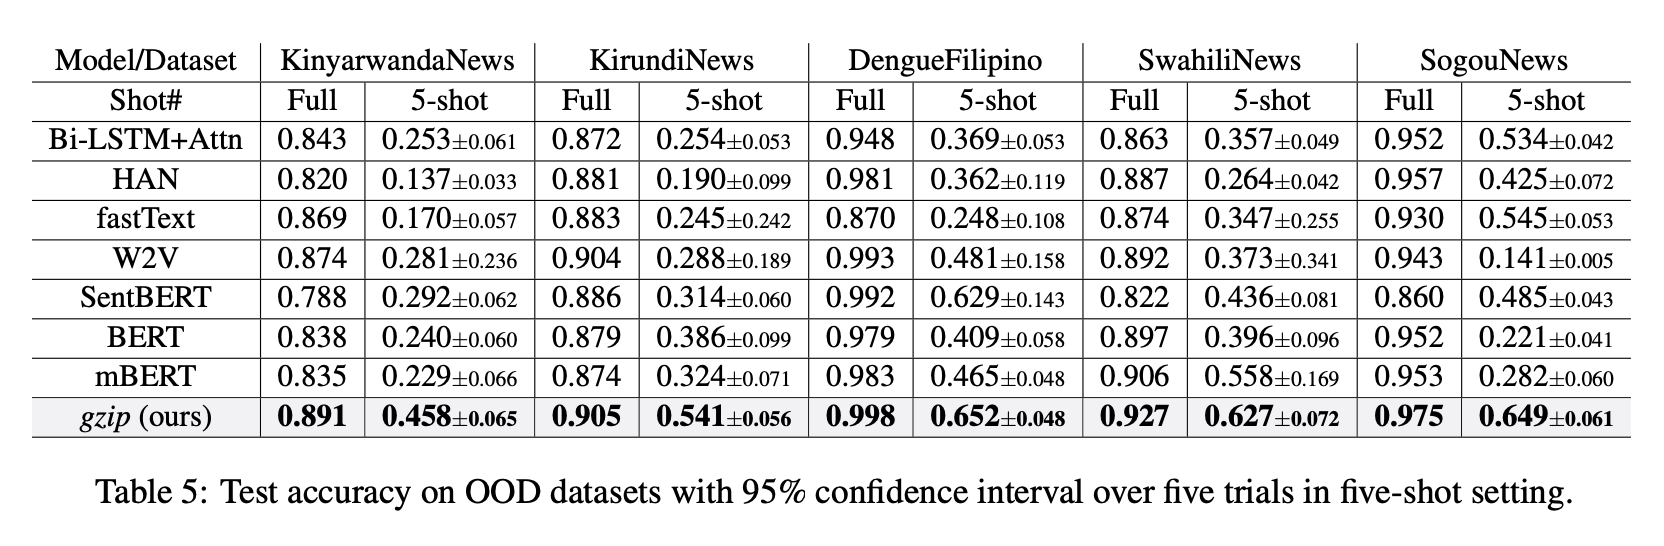 Model/Dataset KinyarwandaNews KirundiNews DengueFilipino SwahiliNews SogouNews
Shot# Full 5-shot Full 5-shot Full 5-shot Full 5-shot Full 5-shot
Bi-LSTM+Attn 0.843 0.253±0.061 0.872 0.254±0.053 0.948 0.369±0.053 0.863 0.357±0.049 0.952 0.534±0.042
HAN 0.820 0.137±0.033 0.881 0.190±0.099 0.981 0.362±0.119 0.887 0.264±0.042 0.957 0.425±0.072
fastText 0.869 0.170±0.057 0.883 0.245±0.242 0.870 0.248±0.108 0.874 0.347±0.255 0.930 0.545±0.053
W2V 0.874 0.281±0.236 0.904 0.288±0.189 0.993 0.481±0.158 0.892 0.373±0.341 0.943 0.141±0.005
SentBERT 0.788 0.292±0.062 0.886 0.314±0.060 0.992 0.629±0.143 0.822 0.436±0.081 0.860 0.485±0.043
BERT 0.838 0.240±0.060 0.879 0.386±0.099 0.979 0.409±0.058 0.897 0.396±0.096 0.952 0.221±0.041
mBERT 0.835 0.229±0.066 0.874 0.324±0.071 0.983 0.465±0.048 0.906 0.558±0.169 0.953 0.282±0.060
gzip (ours) 0.891 0.458±0.065 0.905 0.541±0.056 0.998 0.652±0.048 0.927 0.627±0.072 0.975 0.649±0.061
Table 5: Test accuracy on OOD datasets with 95% confidence interval over five trials in five-shot setting.